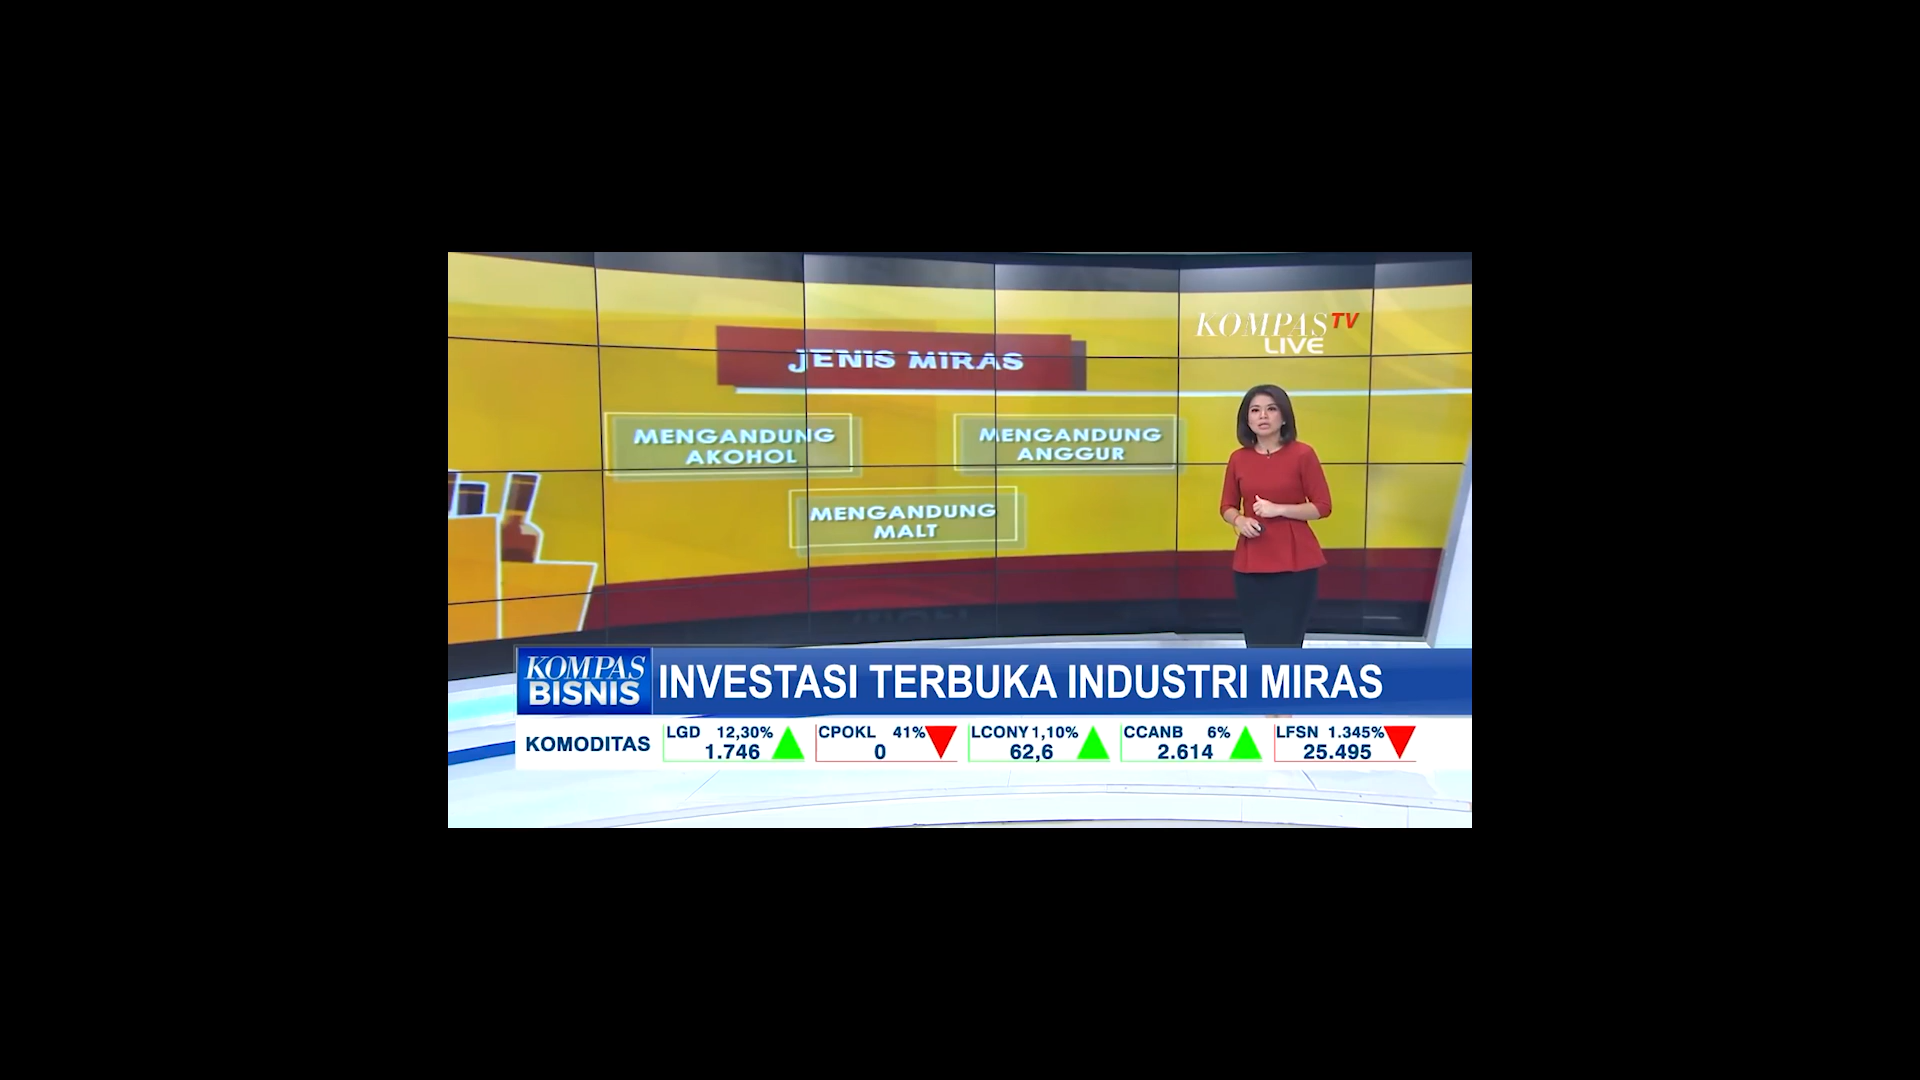 KOMPAS TV
LIVE
JENIS MIRAS
MENGANDUNG
AKOHOL
MENGANDUNG
ANGGUR
MENGANDUNG
MALT
KOMPAS
BISNIS
INVESTASI TERBUKA INDUSTRI MIRAS
KOMODITAS
LGD 12,30%
1.746
CPOKL 41%
0
LCONY 1,10%
62,6
CCANB 6%
2.614
LFSN 1.345%
25.495